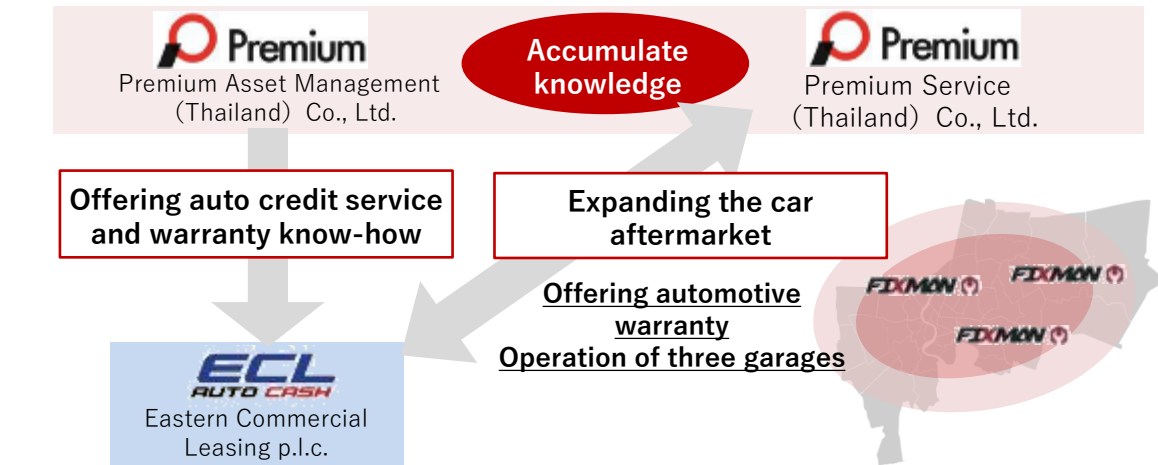 Premium
Premium Asset Management
（Thailand）Co., Ltd.
Accumulate
knowledge
Premium
Premium Service
（Thailand）Co., Ltd.
Offering auto credit service
and warranty know-how
Expanding the car
aftermarket
Offering automotive
warranty
Operation of three garages
FIXMAN
FIXMAN
FIXMAN
ECL
AUTO CASH
Eastern Commercial
Leasing p.l.c.